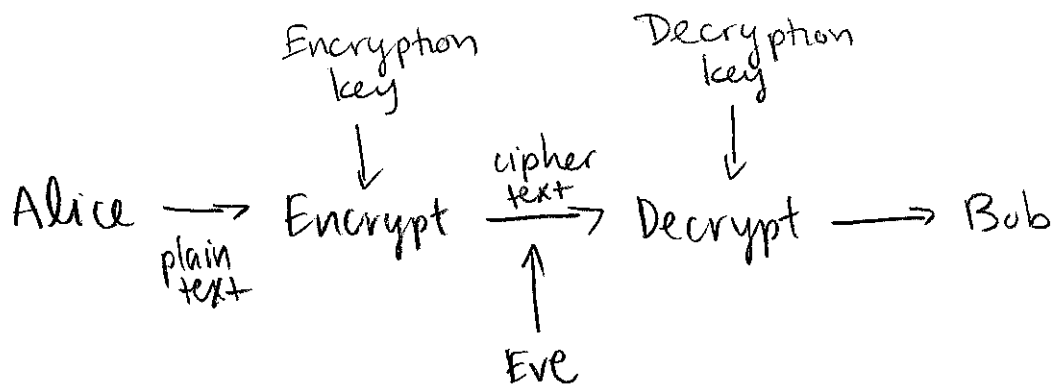 Encryption
key
Decryption
key
cipher
text
Alice
Encrypt
Decrypt
Bob
plain
text
Eve